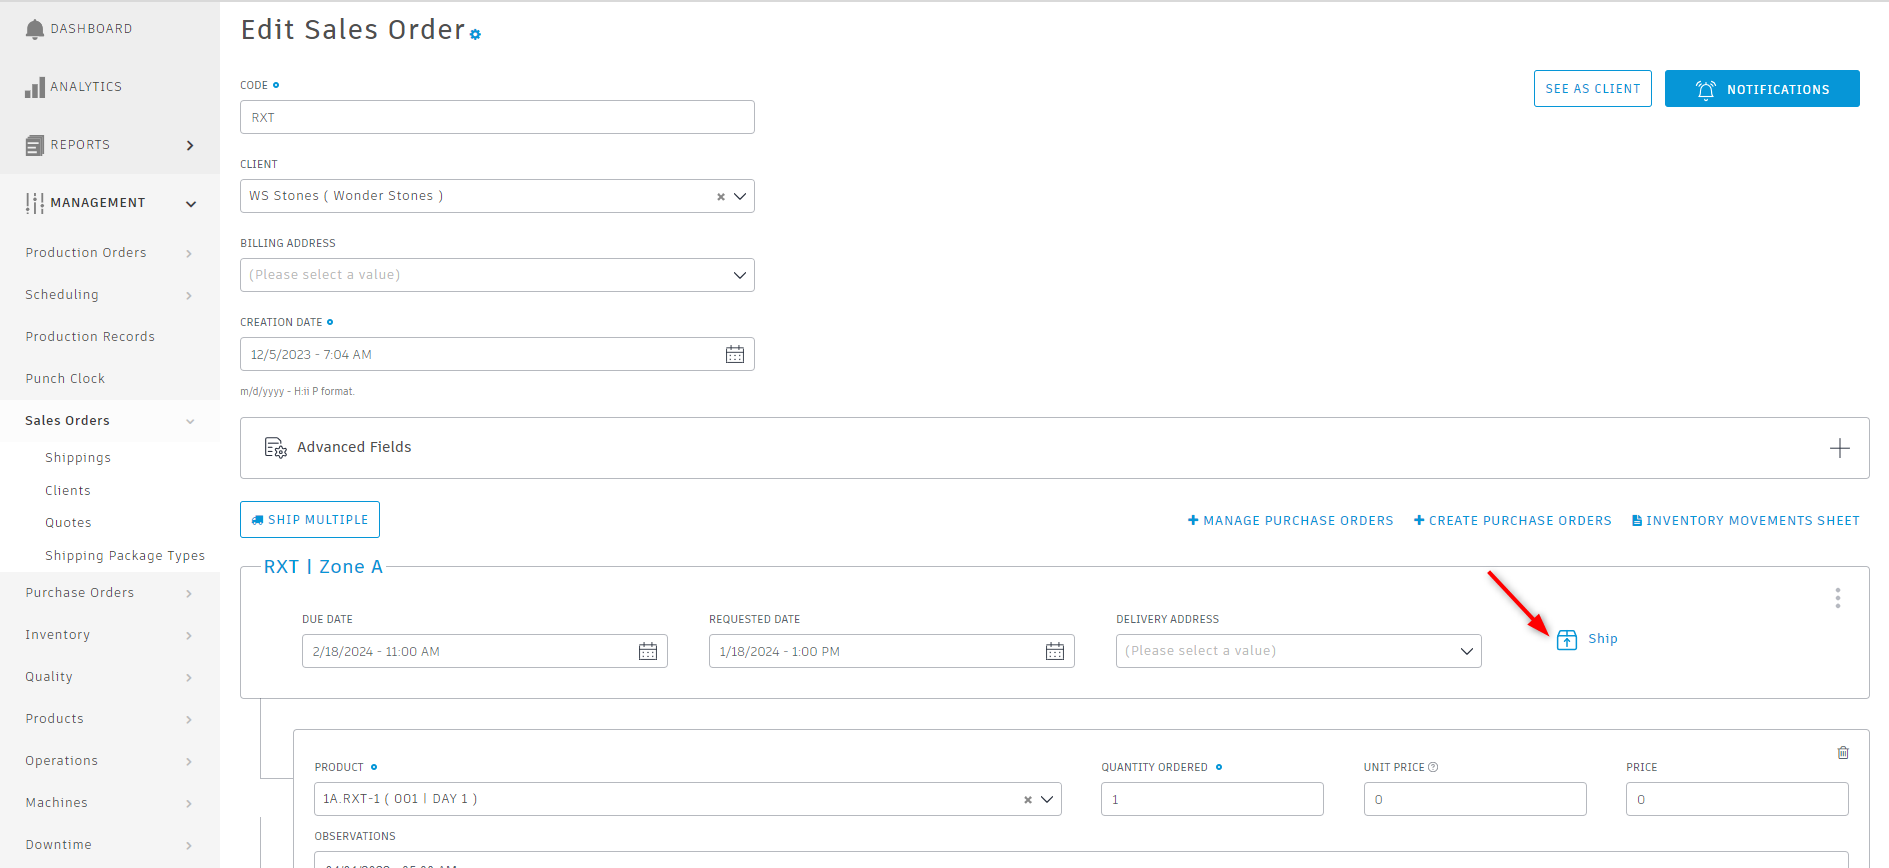 DASHBOARD
ANALYTICS
REPORTS
MANAGEMENT
Production Orders
Scheduling
Production Records
Punch Clock
Sales Orders
Shippings
Clients
Quotes
Shipping Package Types
Purchase Orders
Inventory
Quality
Products
Operations
Machines
Downtime
Edit Sales Order
SEE AS CLIENT
NOTIFICATIONS
CODE
RXT
CLIENT
WS Stones ( Wonder Stones )
BILLING ADDRESS
(Please select a value)
CREATION DATE
12/5/2023 - 7:04 AM
m/d/yyyy - H:ii P format.
Advanced Fields
SHIP MULTIPLE
MANAGE PURCHASE ORDERS
CREATE PURCHASE ORDERS
INVENTORY MOVEMENTS SHEET
RXT | Zone A
DUE DATE
2/18/2024 - 11:00 AM
REQUESTED DATE
1/18/2024 - 1:00 PM
DELIVERY ADDRESS
(Please select a value)
Ship
PRODUCT
1A.RXT-1 ( 001 | DAY 1 )
QUANTITY ORDERED
1
UNIT PRICE
0
PRICE
0
OBSERVATIONS